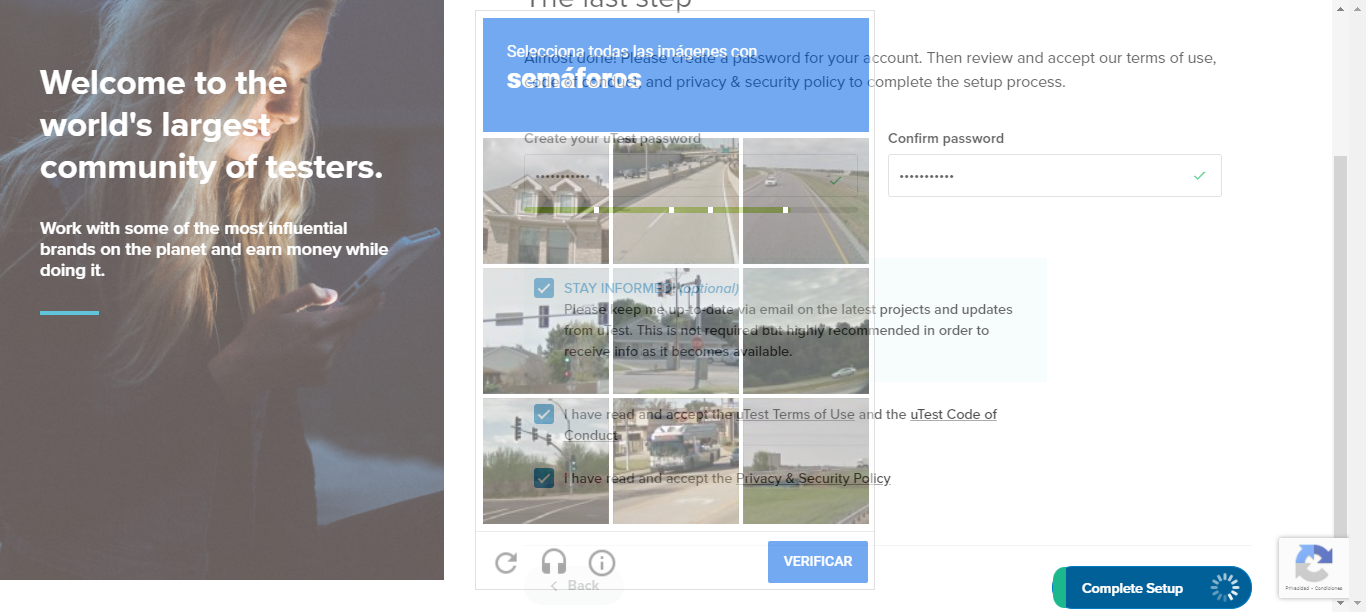 Welcome to the
world's largest
community of testers.
Work with some of the most influential
brands on the planet and earn money while
doing it.
The last step
Almost done! Please create a password for your account. Then review and accept our terms of use,
code of conduct, and privacy & security policy to complete the setup process.
Selecciona todas las imágenes con
semáforos
Create your uTest password
Confirm password
STAY INFORMED (optional)
Please keep me up-to-date via email on the latest projects and updates
from uTest. This is not required but highly recommended in order to
receive info as it becomes available.
I have read and accept the uTest Terms of Use and the uTest Code of
Conduct
I have read and accept the Privacy & Security Policy
VERIFICAR
Back
Complete Setup
Privacidad - Condiciones